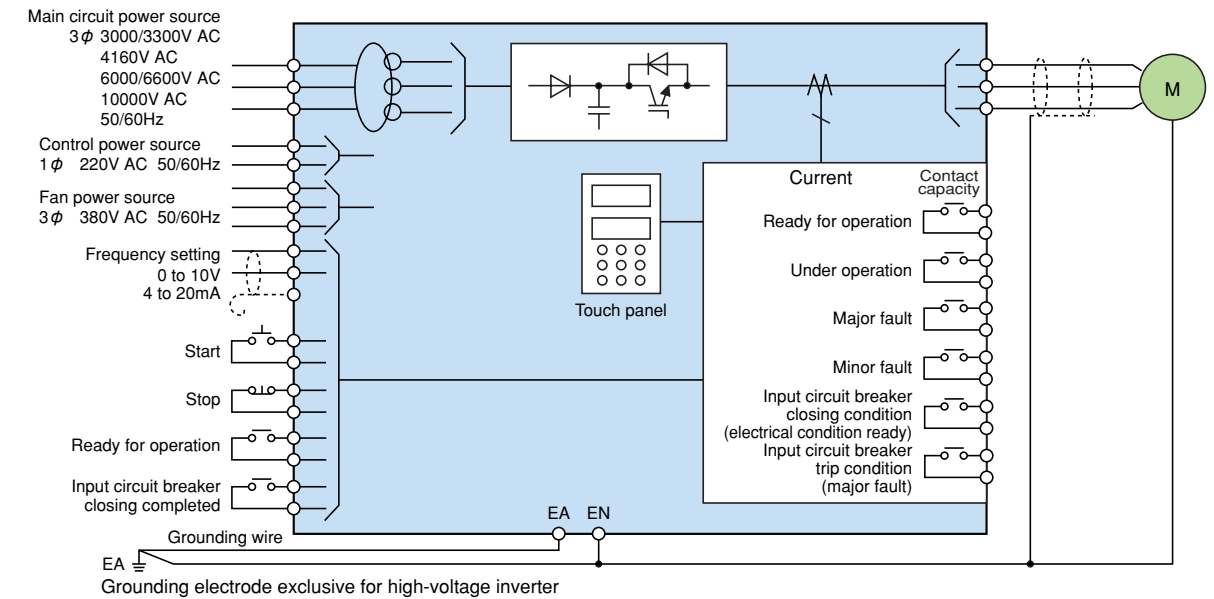 Main circuit power source
3φ 3000/3300V AC
4160V AC
6000/6600V AC
10000V AC
50/60Hz
Control power source
1φ 220V AC 50/60Hz
Fan power source
3φ 380V AC 50/60Hz
Frequency setting
0 to 10V
4 to 20mA
Start
Stop
Ready for operation
Input circuit breaker
closing completed
Touch panel
Current
Contact
capacity
Ready for operation
Under operation
Major fault
Minor fault
Input circuit breaker
closing condition
(electrical condition ready)
Input circuit breaker
trip condition
(major fault)
M
EA EN
Grounding wire
EA
Grounding electrode exclusive for high-voltage inverter